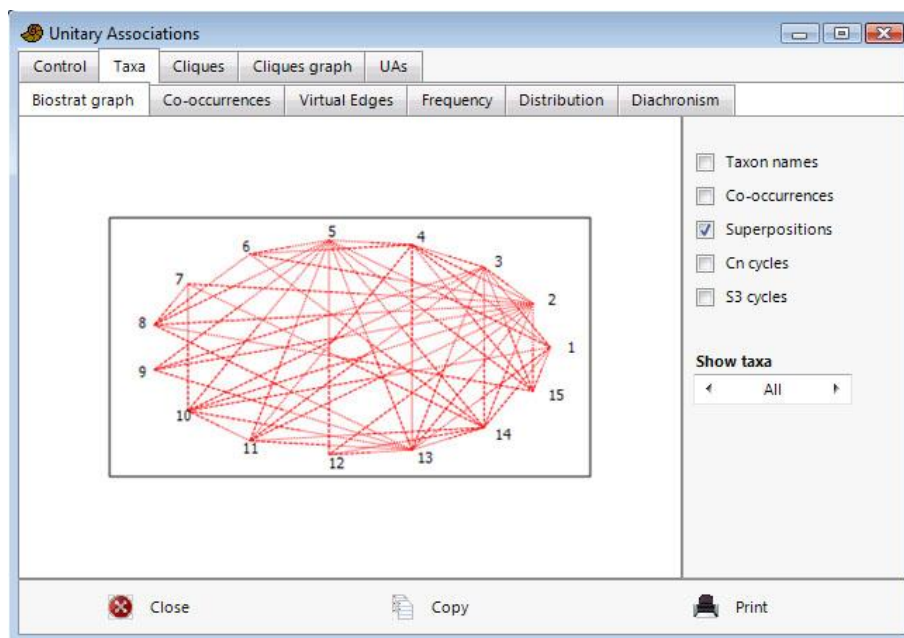 Unitary Associations
Control Taxa Cliques Cliques graph UAs
Biostrat graph Co-occurrences Virtual Edges Frequency Distribution Diachronism
Taxon names
Co-occurrences
Superpositions
Cn cycles
S3 cycles
Show taxa
All
5
4
6
3
7
2
8
1
9
15
10
14
11
12
13
Close Copy Print